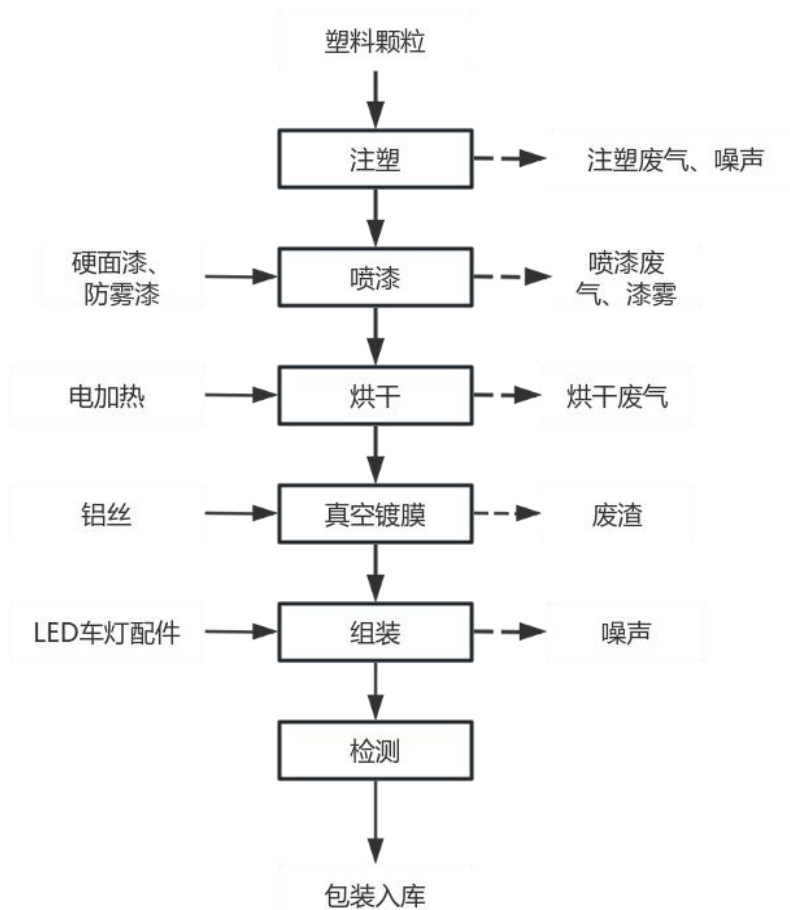 塑料颗粒
注塑
注塑废气、噪声
硬面漆、
防雾漆
喷漆
喷漆废
气、漆雾
电加热
烘干
烘干废气
铝丝
真空镀膜
废渣
LED车灯配件
组装
噪声
检测
包装入库